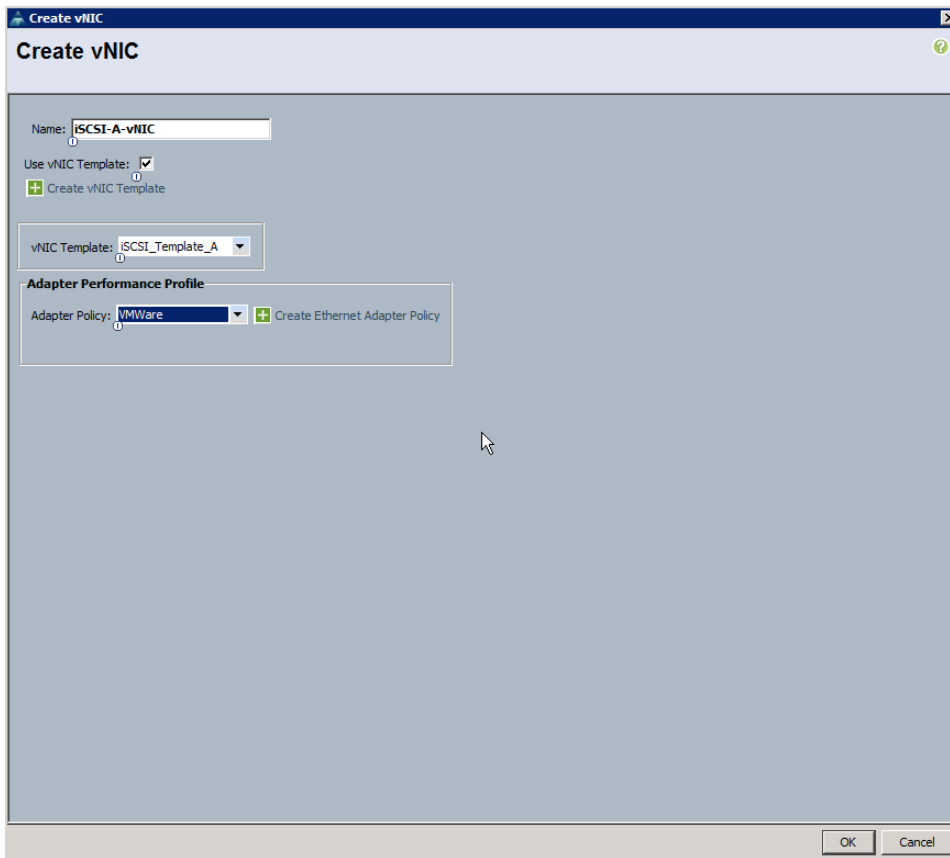 Create vNIC
Create vNIC
Name: iSCSI-A-vNIC
Use vNIC Template:
Create vNIC Template
vNIC Template: iSCSI_Template_A
Adapter Performance Profile
Adapter Policy: VMWare Create Ethernet Adapter Policy
OK Cancel